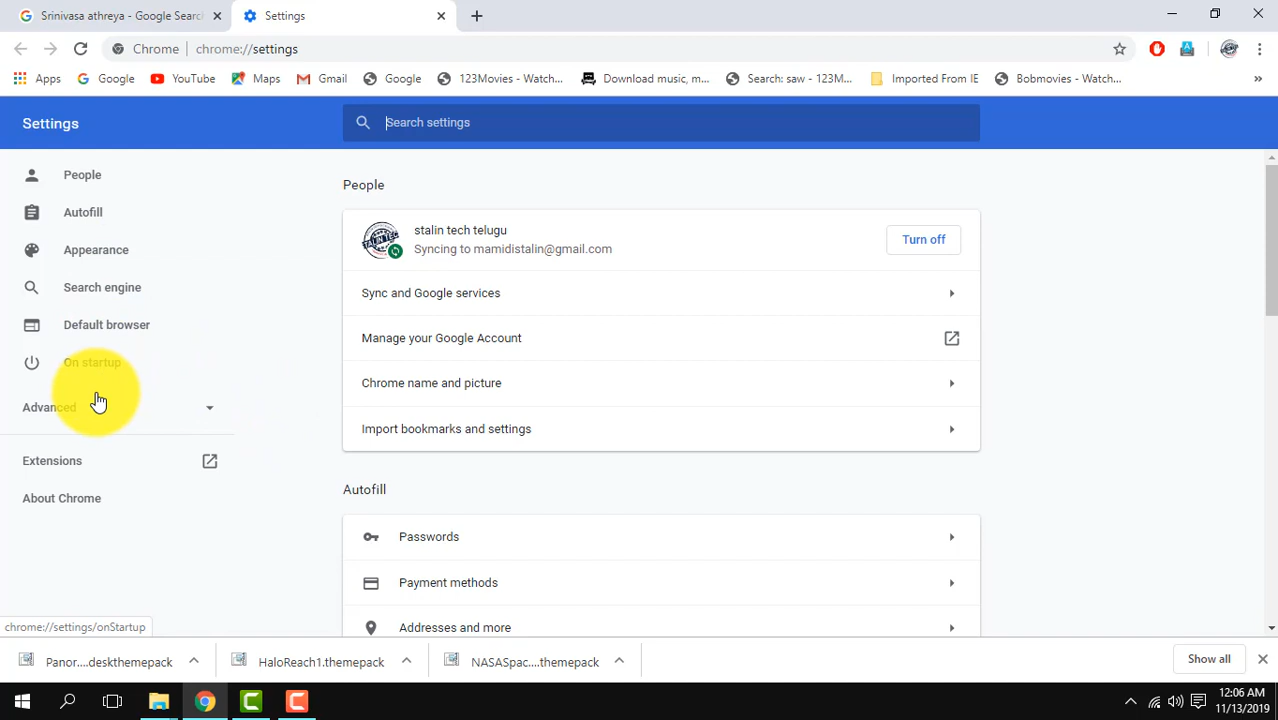 Srinivasa athreya - Google Search
Settings
Chrome
chrome://settings
Apps
Google
YouTube
Maps
Gmail
Google
123Movies - Watch...
Download music, m...
Search: saw - 123M...
Imported From IE
Bobmovies - Watch...
Settings
Search settings
People
Autofill
Appearance
Search engine
Default browser
On startup
Advanced
Extensions
About Chrome
People
stalin tech telugu
Syncing to mamidistalin@gmail.com
Turn off
Sync and Google services
Manage your Google Account
Chrome name and picture
Import bookmarks and settings
Autofill
Passwords
Payment methods
Addresses and more
chrome://settings/onStartup
Panor....deskthemepack
HaloReach1.themepack
NASASpac....themepack
Show all
12:06 AM
11/13/2019